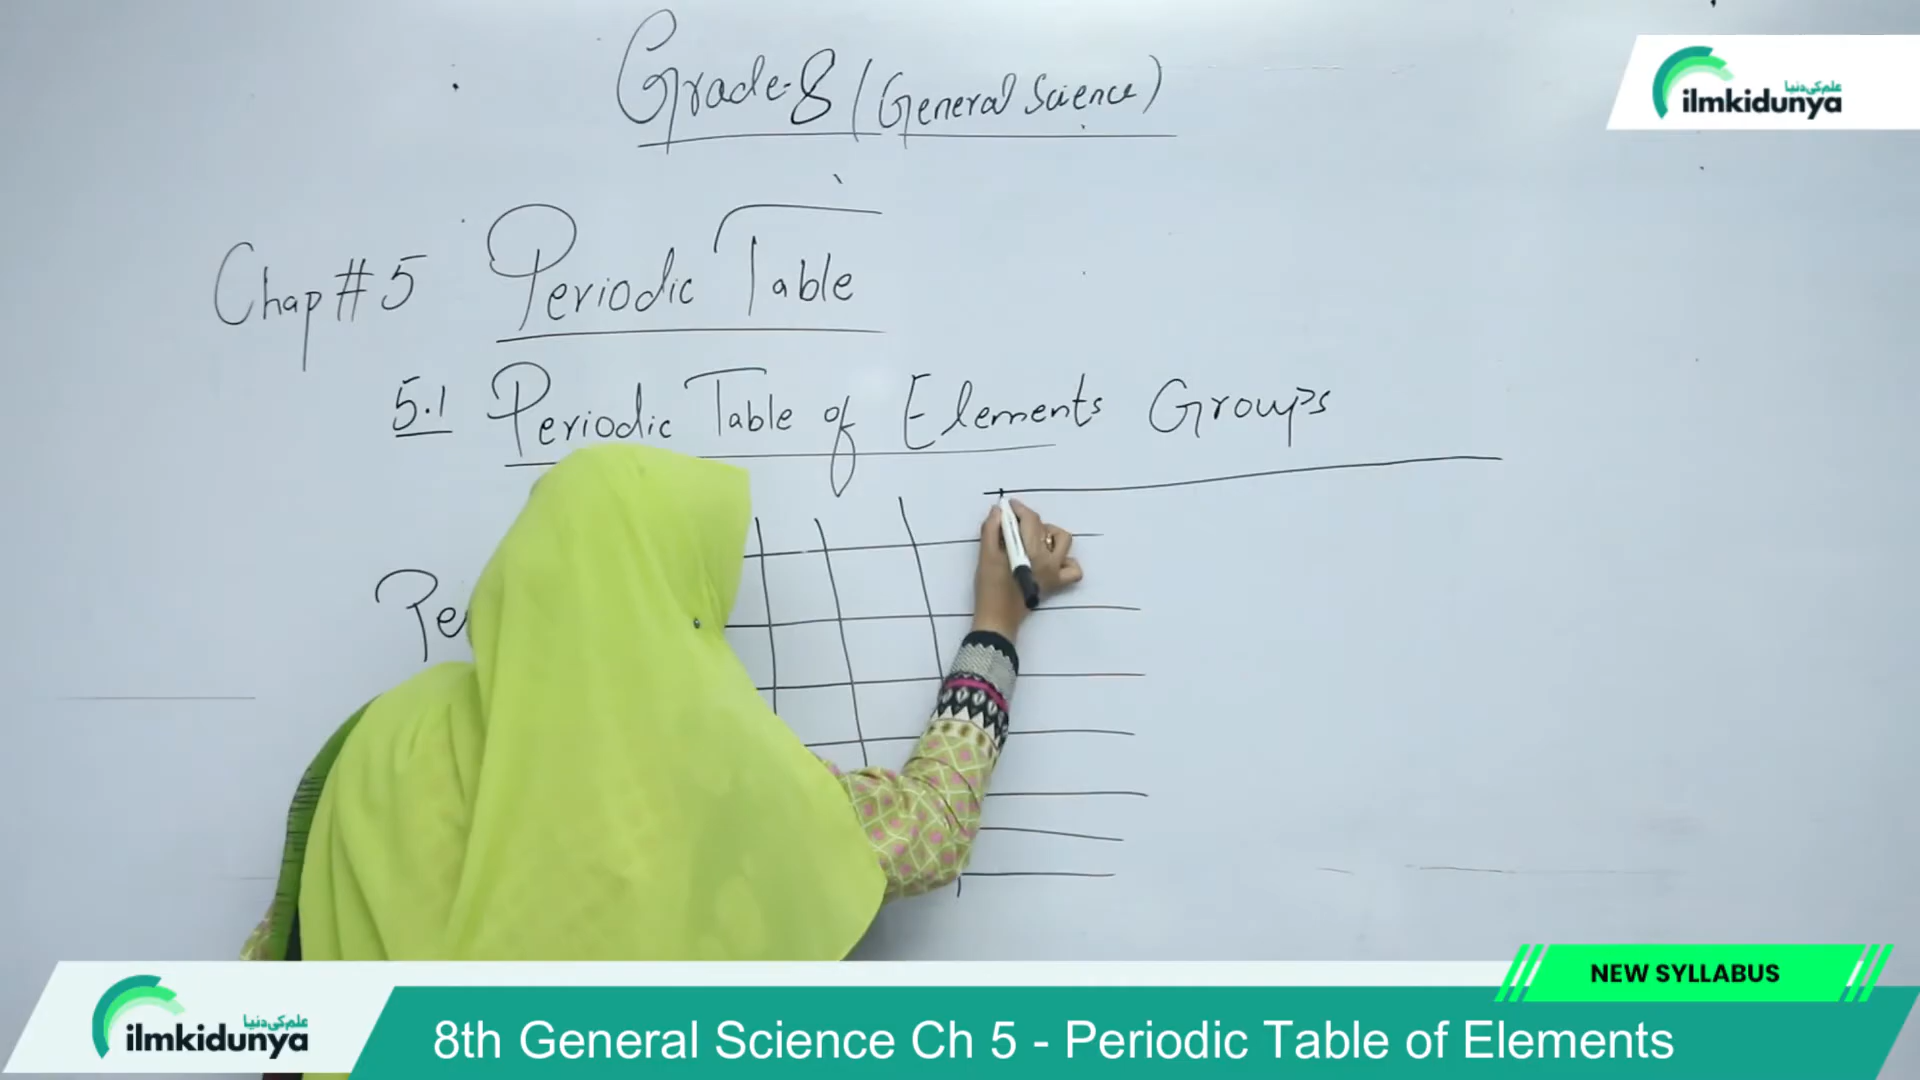 Grade-8 (General Science)
علم کی دنیا
ilmkidunya
Chap # 5 Periodic Table
5.1 Periodic Table of Elements Groups
Pe
NEW SYLLABUS
علم کی دنیا
ilmkidunya
8th General Science Ch 5 - Periodic Table of Elements